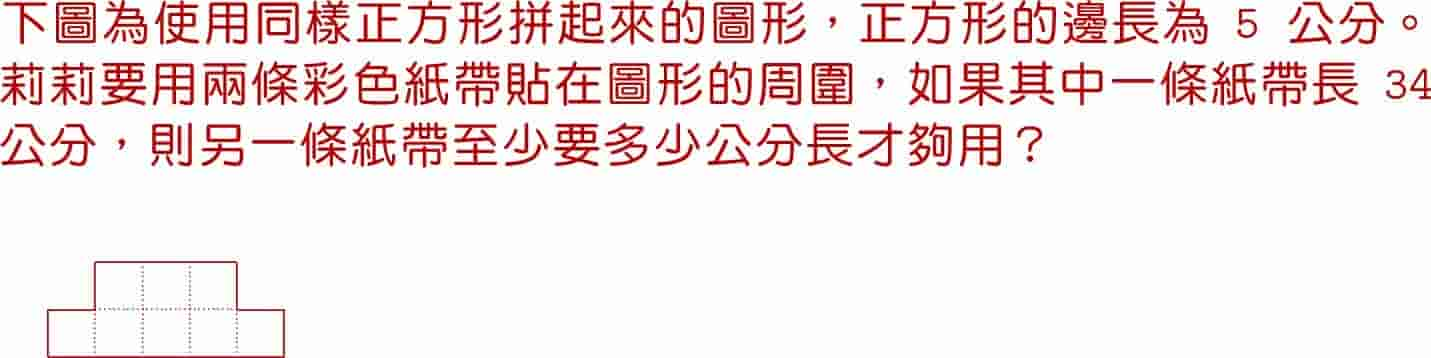 下圖為使用同樣正方形拼起來的圖形，正方形的邊長為 5 公分。
莉莉要用兩條彩色紙帶貼在圖形的周圍，如果其中一條紙帶長 34
公分，則另一條紙帶至少要多少公分長才夠用？